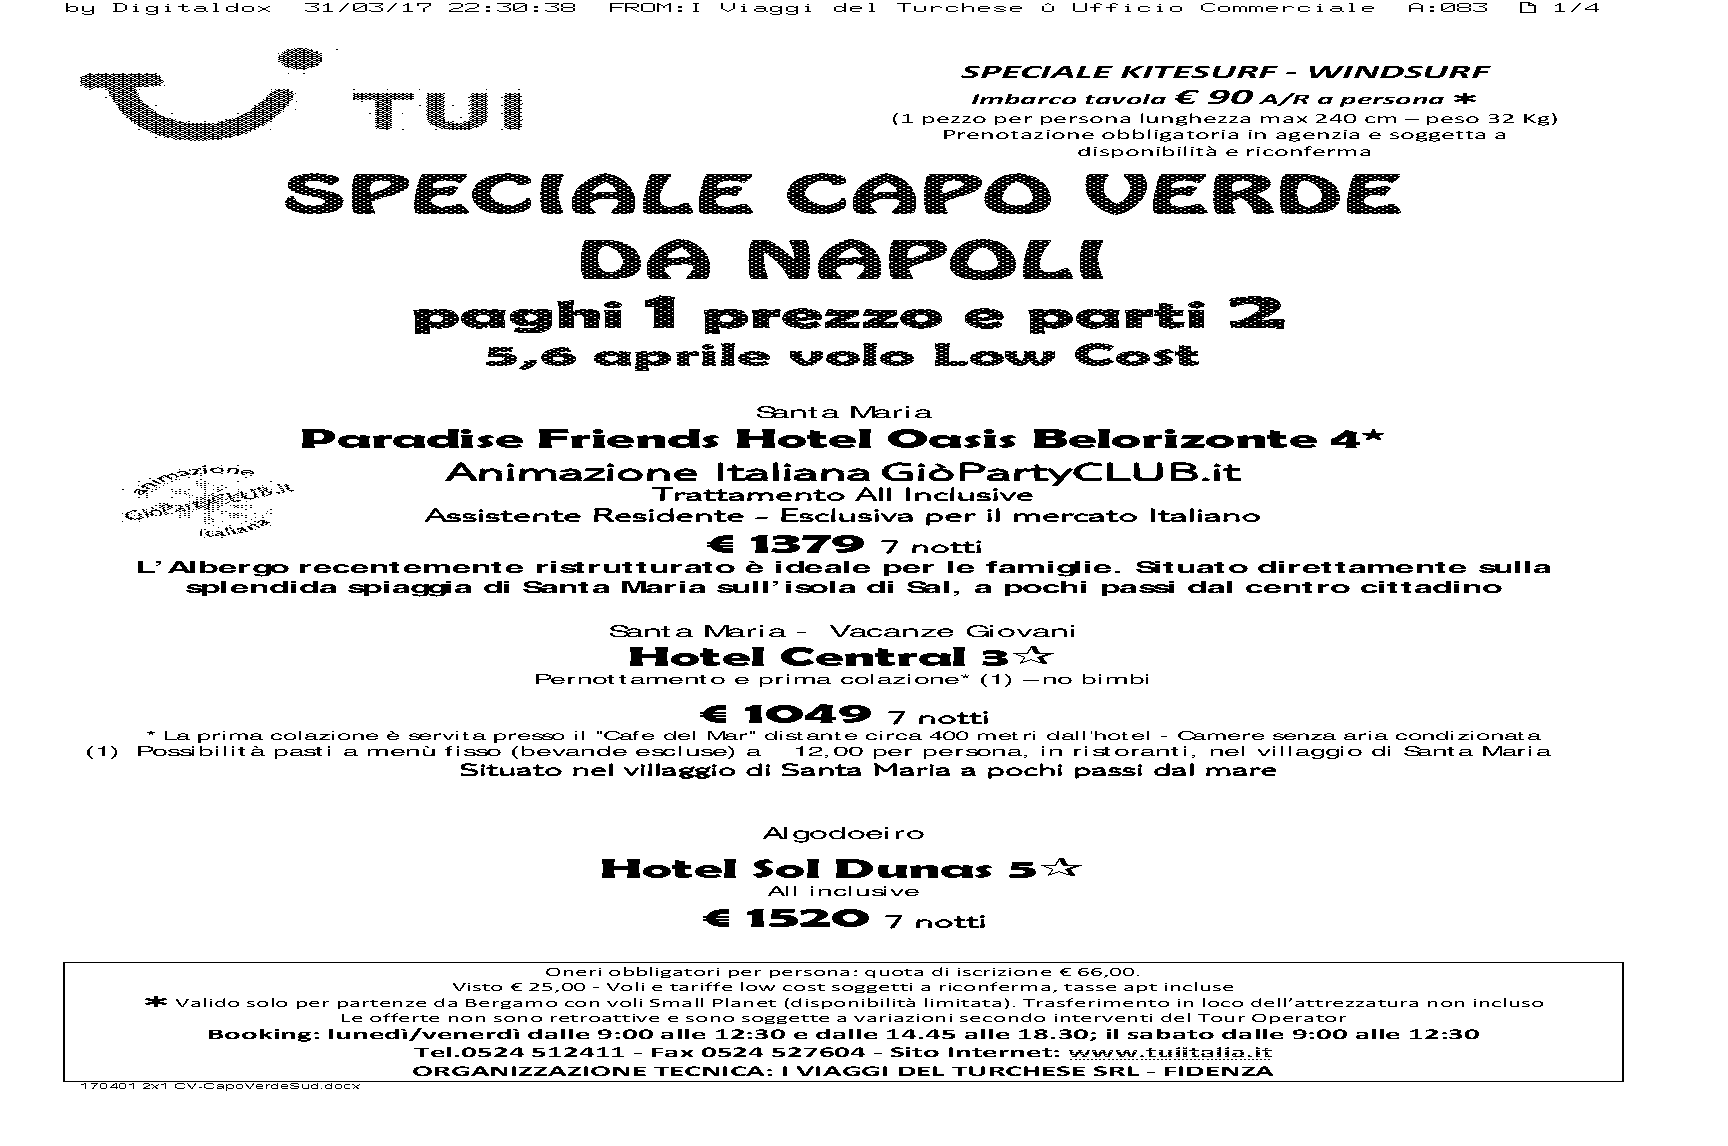 by Digitaldox 31/03/17 22:30:38 FROM:I Viaggi del Turchese û Ufficio Commerciale A:083 1/4
TUI
SPECIALE KITESURF - WINDSURF
Imbarco tavola € 90 A/R a persona *
(1 pezzo per persona lunghezza max 240 cm – peso 32 Kg)
Prenotazione obbligatoria in agenzia e soggetta a
disponibilità e riconferma
SPECIALE CAPO VERDE
DA NAPOLI
paghi 1 prezzo e parti 2
5,6 aprile volo Low Cost
Santa Maria
Paradise Friends Hotel Oasis Belorizonte 4*
Animazione Italiana GiòPartyCLUB.it
animazione
GiòPartyCLUB.it
italiana
Trattamento All Inclusive
Assistente Residente – Esclusiva per il mercato Italiano
€ 1379 7 notti
L'Albergo recentemente ristrutturato è ideale per le famiglie. Situato direttamente sulla
splendida spiaggia di Santa Maria sull'isola di Sal, a pochi passi dal centro cittadino
Santa Maria - Vacanze Giovani
Hotel Central 3☆
Pernottamento e prima colazione* (1) –no bimbi
€ 1049 7 notti
* La prima colazione è servita presso il "Cafe del Mar" distante circa 400 metri dall'hotel - Camere senza aria condizionata
(1) Possibilità pasti a menù fisso (bevande escluse) a 12,00 per persona, in ristoranti, nel villaggio di Santa Maria
Situato nel villaggio di Santa Maria a pochi passi dal mare
Algodoeiro
Hotel Sol Dunas 5☆
All inclusive
€ 1520 7 notti
Oneri obbligatori per persona: quota di iscrizione € 66,00.
Visto € 25,00 - Voli e tariffe low cost soggetti a riconferma, tasse apt incluse
* Valido solo per partenze da Bergamo con voli Small Planet (disponibilità limitata). Trasferimento in loco dell'attrezzatura non incluso
Le offerte non sono retroattive e sono soggette a variazioni secondo interventi del Tour Operator
Booking: lunedì/venerdì dalle 9:00 alle 12:30 e dalle 14.45 alle 18.30; il sabato dalle 9:00 alle 12:30
Tel.0524 512411 - Fax 0524 527604 - Sito Internet: www.tuiitalia.it
ORGANIZZAZIONE TECNICA: I VIAGGI DEL TURCHESE SRL - FIDENZA
170401 2x1 CV-CapoVerdeSud.docx